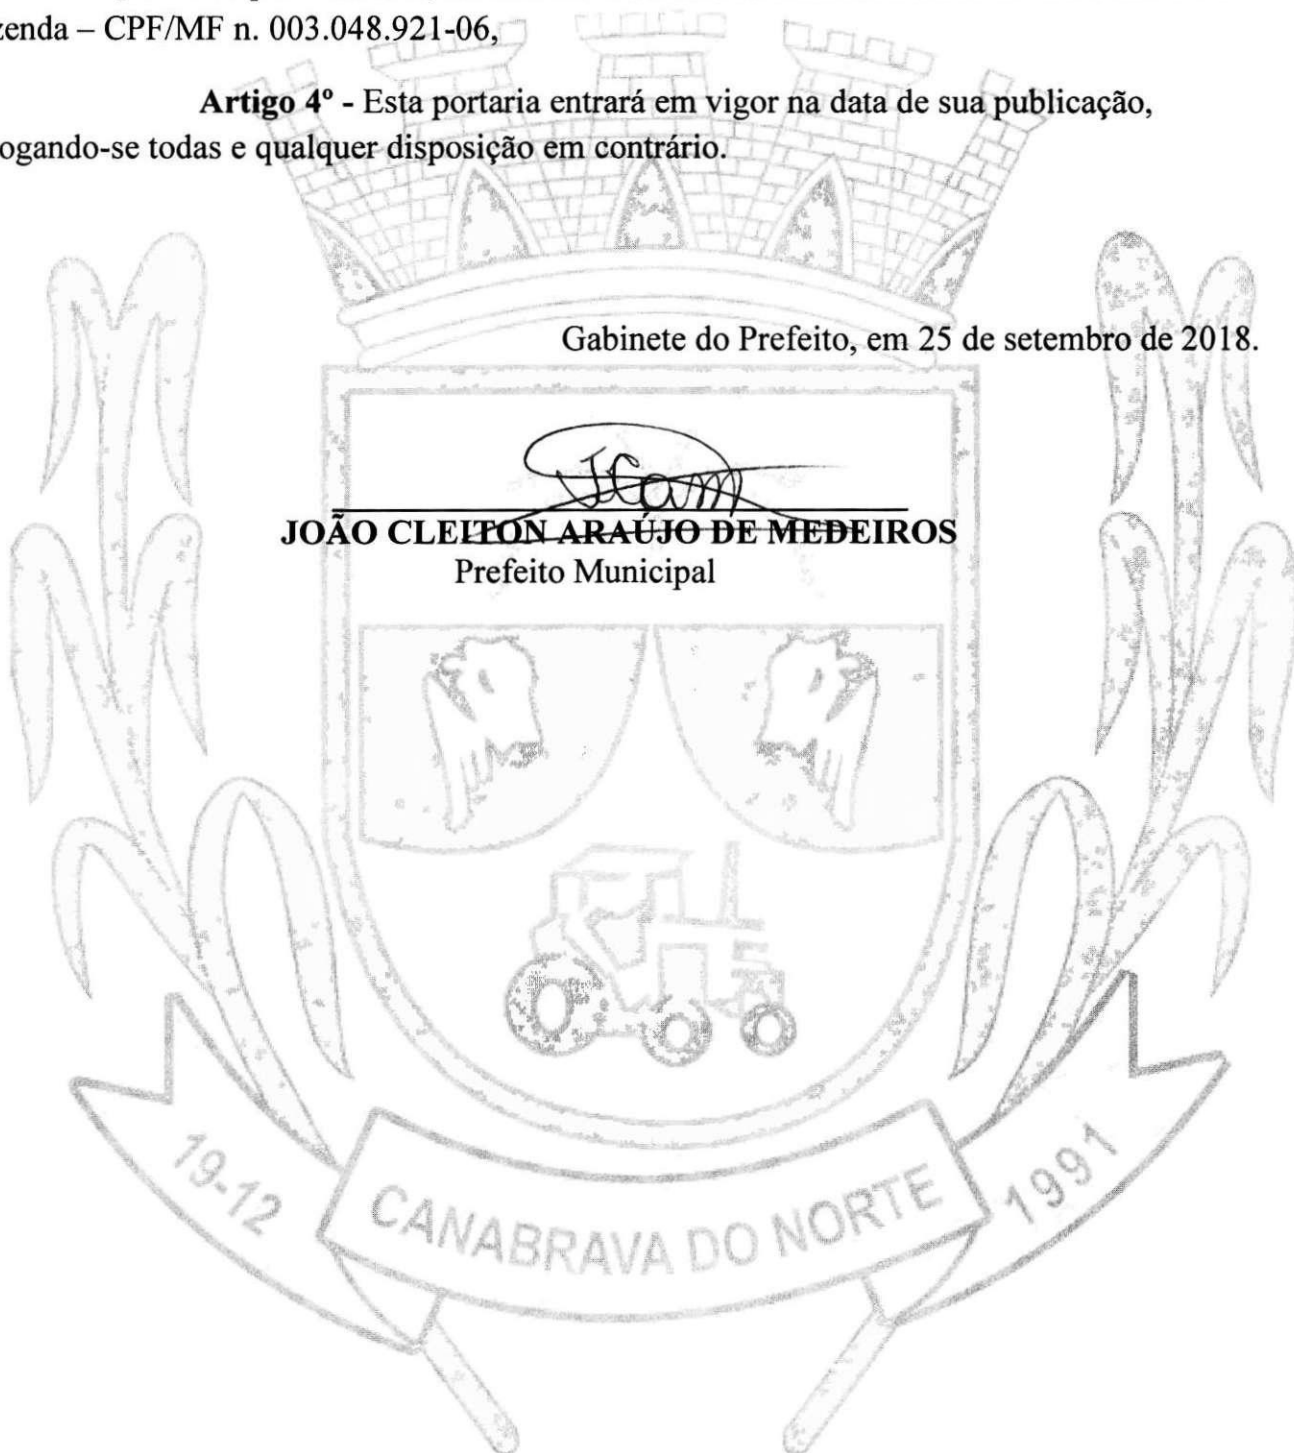 zenda – CPF/MF n. 003.048.921-06,
Artigo 4º - Esta portaria entrará em vigor na data de sua publicação,
ogando-se todas e qualquer disposição em contrário.
Gabinete do Prefeito, em 25 de setembro de 2018.
JOÃO CLEITON ARAÚJO DE MEDEIROS
Prefeito Municipal
19-12
CANABRAVA DO NORTE
1991